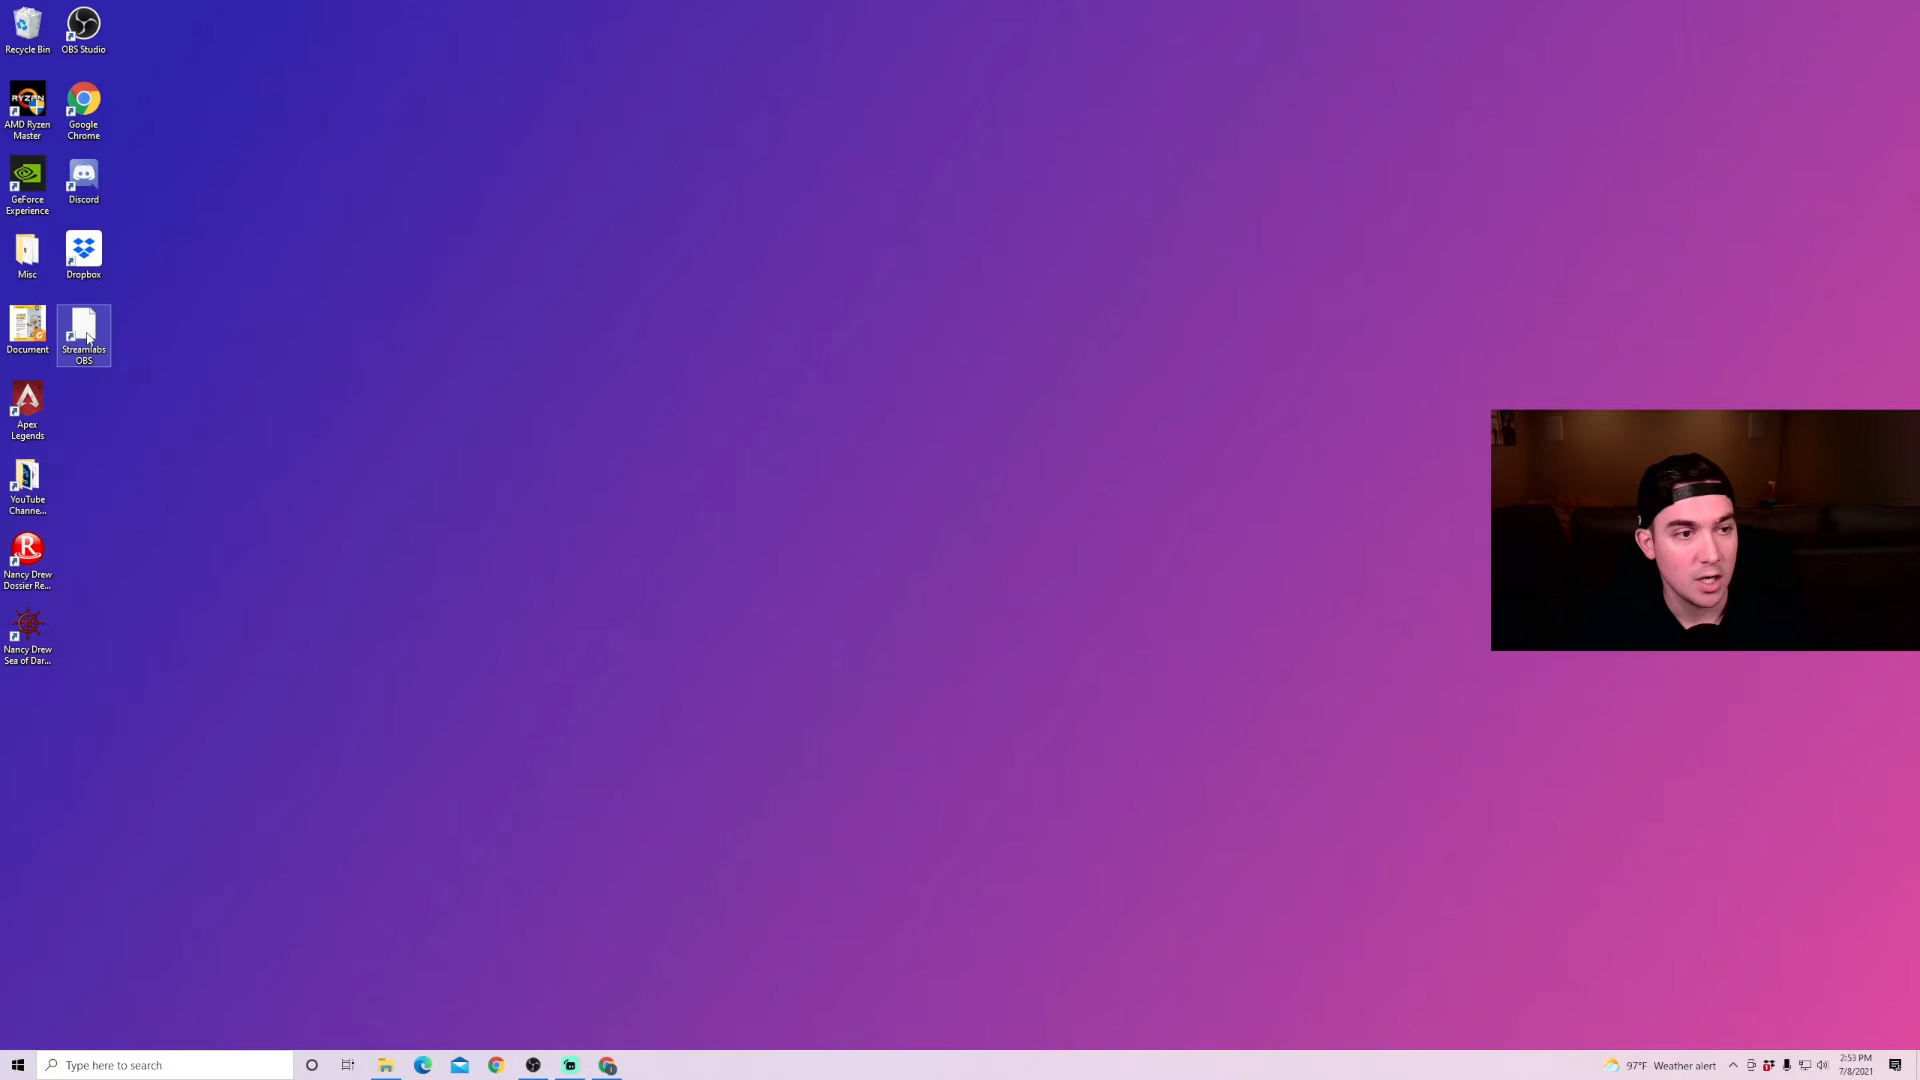 Recycle Bin
OBS Studio
RYZEN
AMD Ryzen
Master
Google
Chrome
GeForce
Experience
Discord
Misc
Dropbox
Document
Streamlabs
OBS
Apex
Legends
YouTube
Channe...
R
Nancy Drew
Dossier Re...
Nancy Drew
Sea of Dar...
Type here to search
97°F Weather alert
2:53 PM
7/8/2021